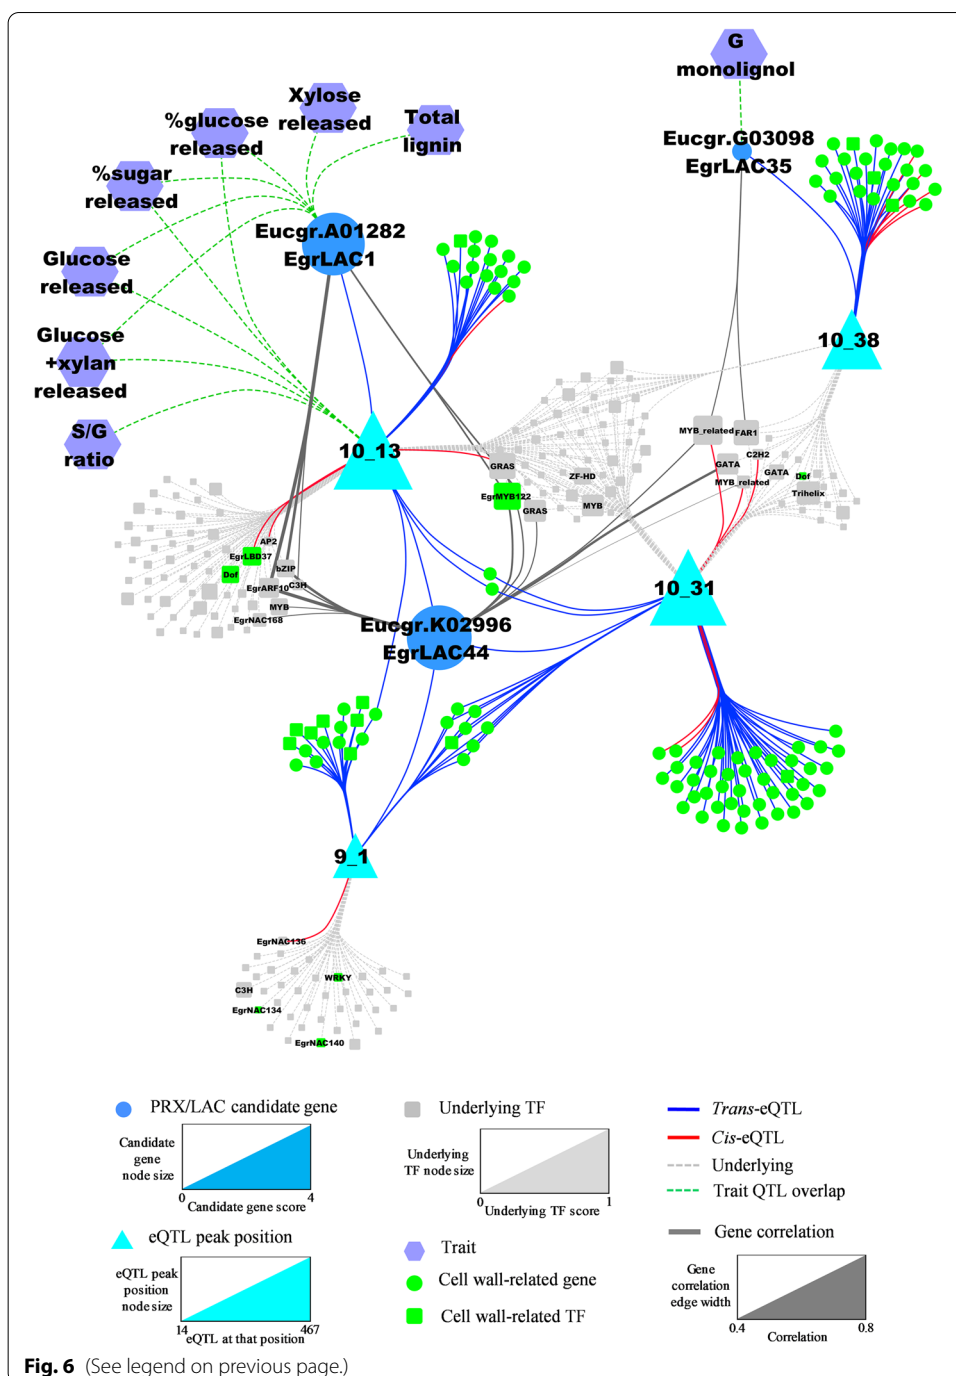 G
monolignol
Xylose
released
%glucose
released
Total
lignin
Eucgr.G03098
EgrLAC35
%sugar
released
Eucgr.A01282
EgrLAC1
Glucose
released
Glucose
+xylan
released
10_38
S/G
ratio
10_13
MYB_related
FAR1
C2H2
GRAS
GATA
GATA
ZF-HD
Dof
MYB_related
EgrMYB122
Trihelix
MYB
GRAS
AP2
EgrLBD37
bZIP
Dof
C3H
EgrARF10
10_31
MYB
EgrNAC168
Eucgr.K02996
EgrLAC44
9_1
EgrNAC136
WRKY
C3H
EgrNAC134
EgrNAC140
PRX/LAC candidate gene
Candidate
gene
node size
0
4
Candidate gene score
eQTL peak position
eQTL peak
position
node size
14
467
eQTL at that position
Underlying TF
Underlying
TF node size
0
1
Underlying TF score
Trait
Cell wall-related gene
Cell wall-related TF
Trans-eQTL
Cis-eQTL
Underlying
Trait QTL overlap
Gene correlation
Gene
correlation
edge width
0.4
0.8
Correlation
Fig. 6 (See legend on previous page.)